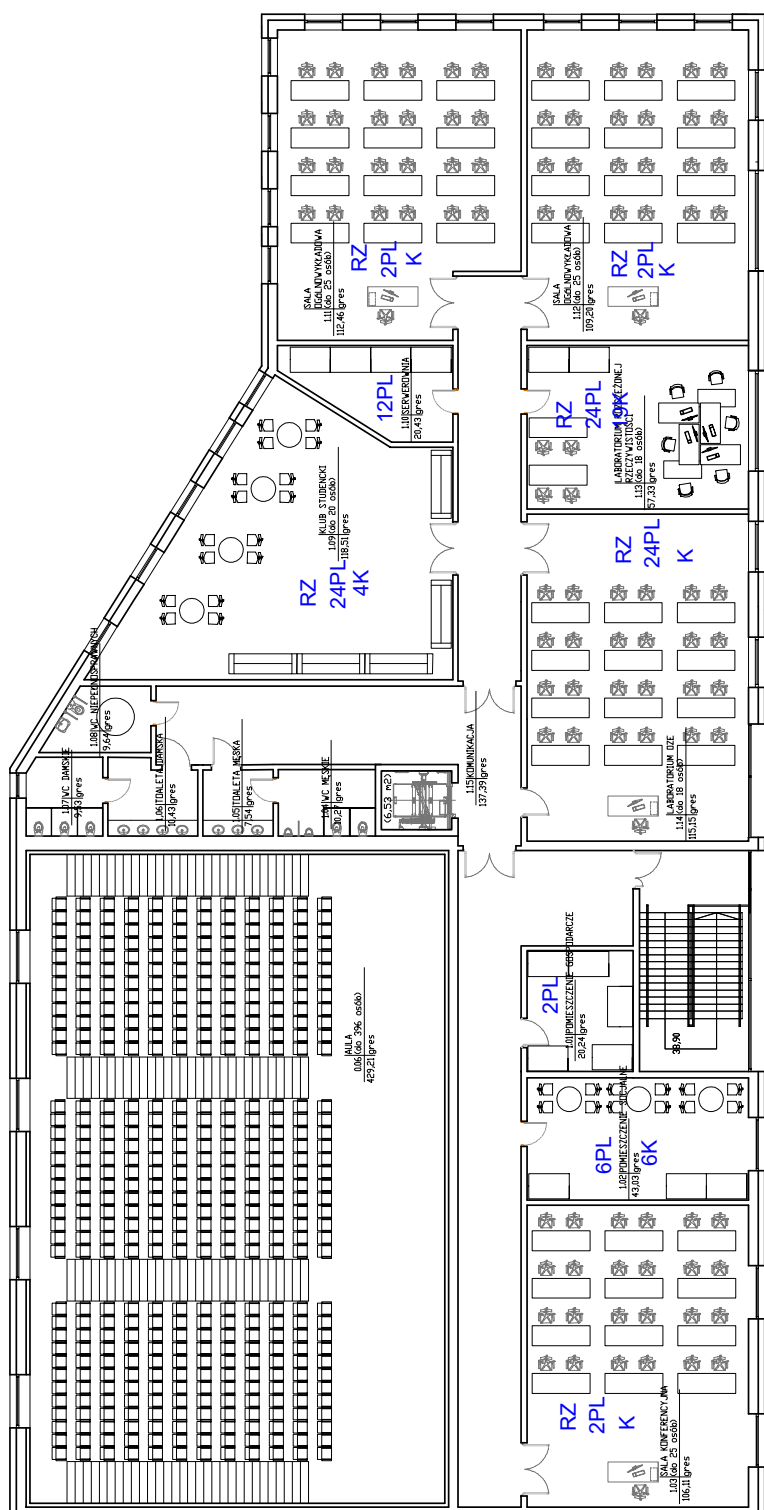 SALA
OGÓLNOWYKŁADOWA
1.11 (do 25 osób)
112,46 gres
RZ
2PL
K
SALA
OGÓLNOWYKŁADOWA
1.12 (do 25 osób)
109,20 gres
RZ
2PL
K
12PL
1.10 SERWEROWNIA
20,43 gres
RZ
24PL
LABORATORIUM
RZECZYWISTOŚCI
1.13 (do 18 osób)
57,33 gres
KLUB STUDENCKI
1.09 (do 20 osób)
118,51 gres
RZ
24PL
4K
RZ
24PL
K
LABORATORIUM OZE
1.14 (do 18 osób)
115,15 gres
1.08 WC NIEPEŁNOSPRAWNYCH
9,64 gres
1.07 WC DAMSKIE
gres
1.06 TOALETA DAMSKA
10,43 gres
1.05 TOALETA MĘSKA
7,54 gres
1.04 WC MĘSKIE
gres
(6,53 m2)
1.15 KOMUNIKACJA
137,39 gres
AULA
0.06 (do 396 osób)
429,21 gres
2PL
1.01 POMIESZCZENIE GOSPODARCZE
20,24 gres
38,90
6PL
6K
1.02 POMIESZCZENIE SOCJALNE
43,03 gres
RZ
2PL
K
SALA KONFERENCYJNA
1.03 (do 25 osób)
106,11 gres